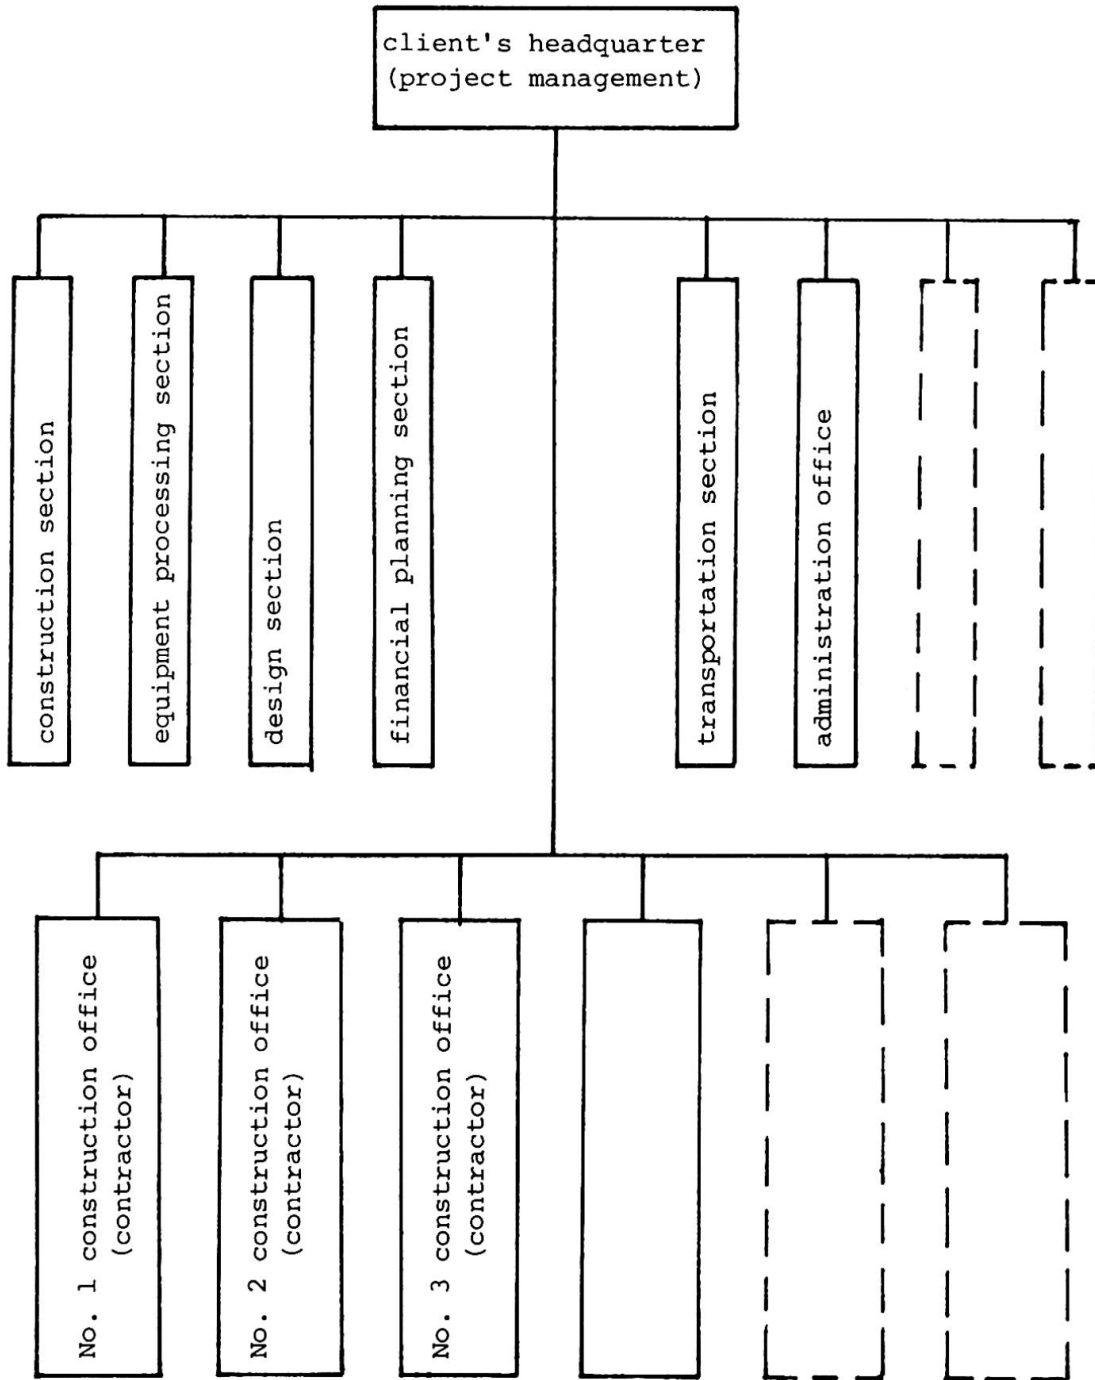 client's headquarter
(project management)
construction section
equipment processing section
design section
financial planning section
transportation section
administration office
No. 1 construction office
(contractor)
No. 2 construction office
(contractor)
No. 3 construction office
(contractor)